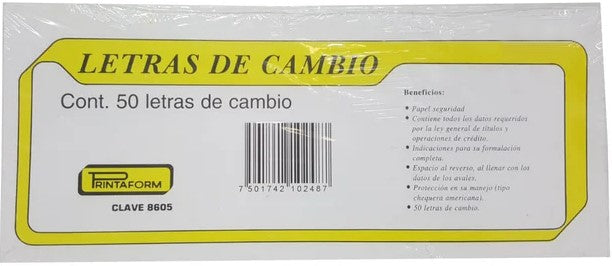 LETRAS DE CAMBIO
Cont. 50 letras de cambio
PRINTAFORM
CLAVE 8605
7 501742 102487
Beneficios:
• Papel seguridad
• Contiene todos los datos requeridos
por la ley general de títulos y
operaciones de crédito.
• Indicaciones para su formulación
completa.
• Espacio al reverso, al llenar con los
datos de los avales.
• Protección en su manejo (tipo
chequera americana).
• 50 letras de cambio.